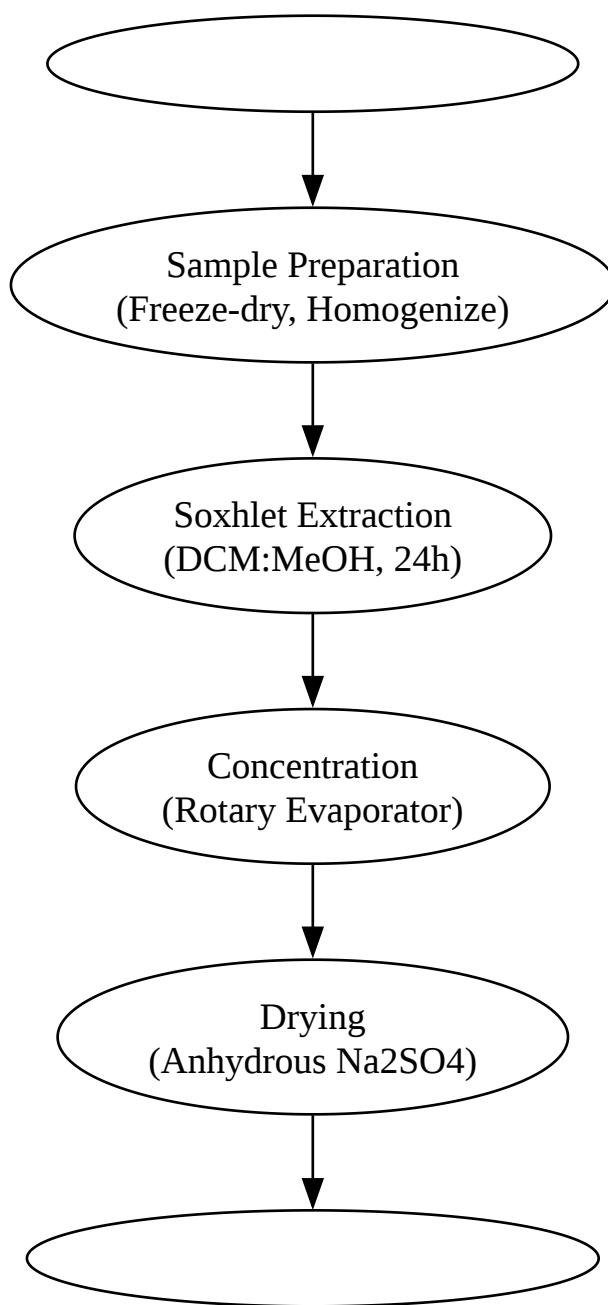 Sample Preparation
(Freeze-dry, Homogenize)
Soxhlet Extraction
(DCM:MeOH, 24h)
Concentration
(Rotary Evaporator)
Drying
(Anhydrous Na2SO4)